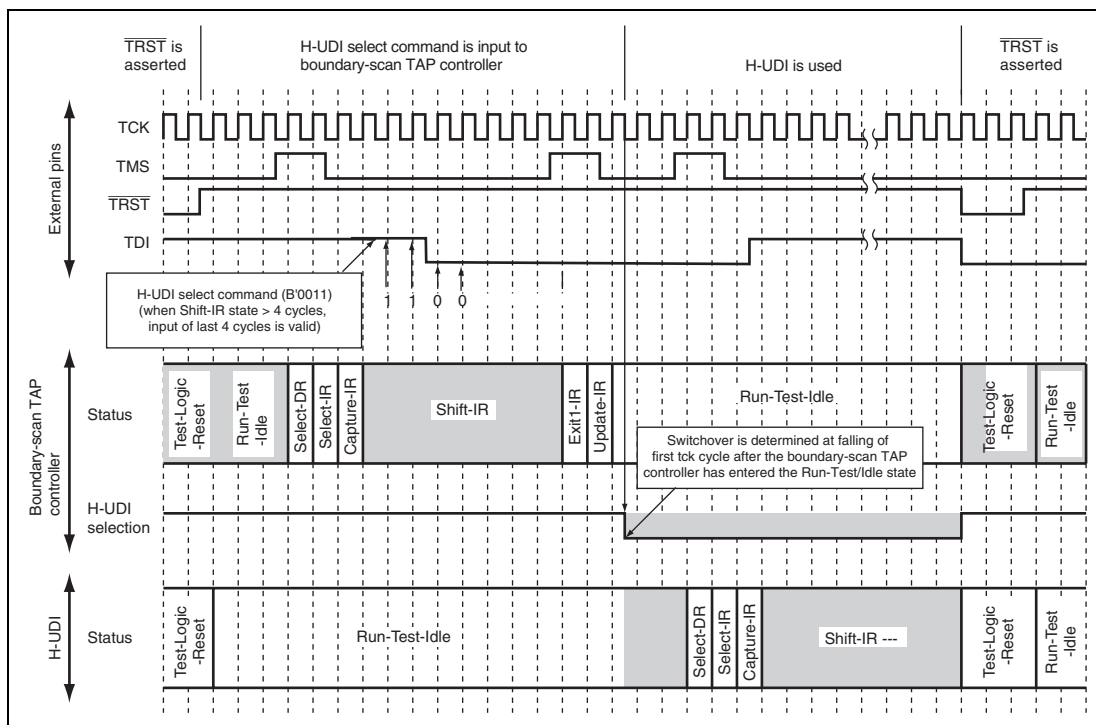 TRST is
asserted
H-UDI select command is input to
boundary-scan TAP controller
H-UDI is used
TRST is
asserted
External pins
TCK
TMS
TRST
TDI
1 1 0 0
H-UDI select command (B'0011)
(when Shift-IR state > 4 cycles,
input of last 4 cycles is valid)
Boundary-scan TAP
controller
Status
Test-Logic
-Reset
Run-Test
-Idle
Select-DR
Select-IR
Capture-IR
Shift-IR
Exit1-IR
Update-IR
Run-Test-Idle
Test-Logic
-Reset
Run-Test
-Idle
Switchover is determined at falling of
first tck cycle after the boundary-scan TAP
controller has entered the Run-Test/Idle state
H-UDI
selection
H-UDI
Status
Test-Logic
-Reset
Run-Test-Idle
Select-DR
Select-IR
Capture-IR
Shift-IR ---
Test-Logic
-Reset
Run-Test
-Idle